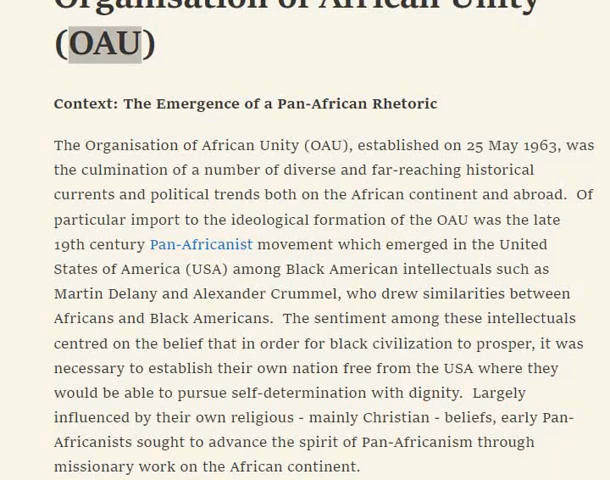 Organisation of African Unity
(OAU)
Context: The Emergence of a Pan-African Rhetoric
The Organisation of African Unity (OAU), established on 25 May 1963, was
the culmination of a number of diverse and far-reaching historical
currents and political trends both on the African continent and abroad.  Of
particular import to the ideological formation of the OAU was the late
19th century Pan-Africanist movement which emerged in the United
States of America (USA) among Black American intellectuals such as
Martin Delany and Alexander Crummel, who drew similarities between
Africans and Black Americans.  The sentiment among these intellectuals
centred on the belief that in order for black civilization to prosper, it was
necessary to establish their own nation free from the USA where they
would be able to pursue self-determination with dignity.  Largely
influenced by their own religious - mainly Christian - beliefs, early Pan-
Africanists sought to advance the spirit of Pan-Africanism through
missionary work on the African continent.